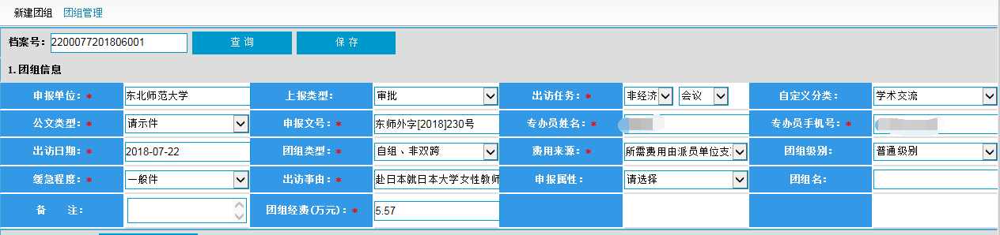 新建团组 团组管理
档案号: 2200077201806001 查 询 保 存
1. 团组信息
申报单位: * 东北师范大学 上报类型: 审批 出访任务: * 非经济 会议 自定义分类: 学术交流
公文类型: * 请示件 申报文号: * 东师外字[2018]230号 专办员姓名: * 专办员手机号: *
出访日期: * 2018-07-22 团组类型: * 自组、非双跨 费用来源: * 所需费用由派员单位支 团组级别: 普通级别
缓急程度: * 一般件 出访事由: * 赴日本就日本大学女性教师 申报属性: 请选择 团组名:
备 注: 团组经费(万元): * 5.57